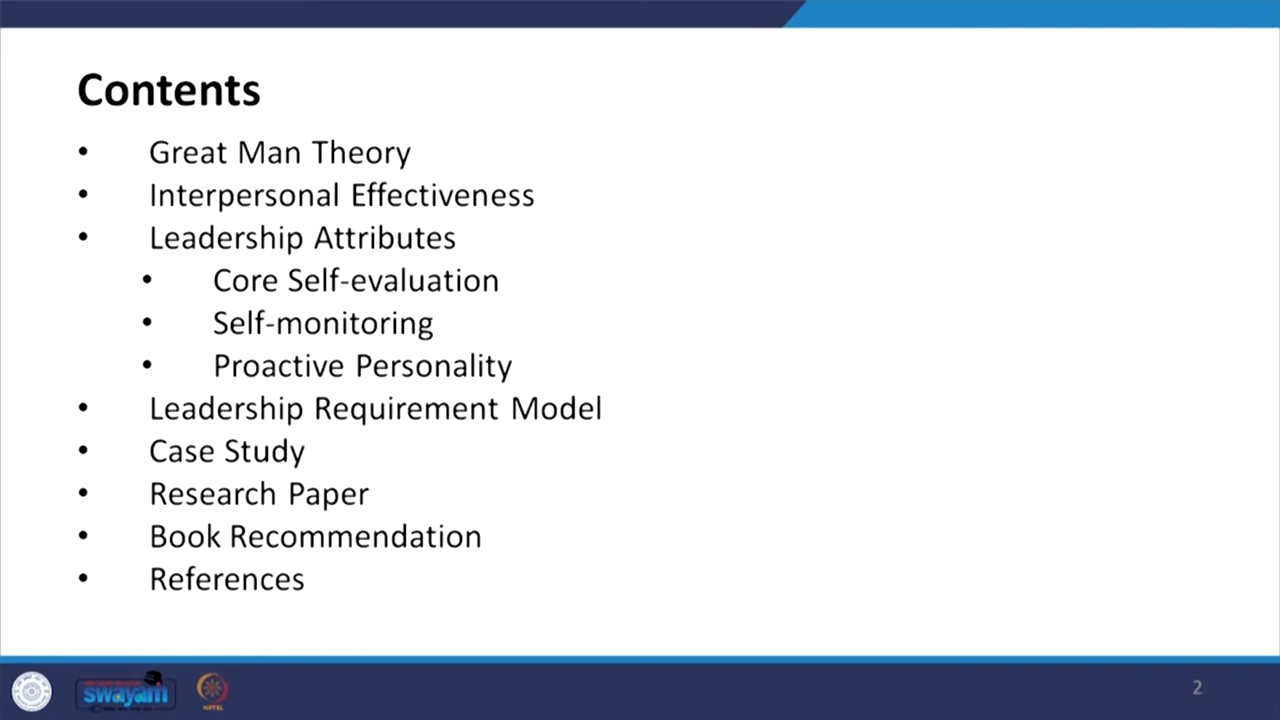 Contents
• Great Man Theory
• Interpersonal Effectiveness
• Leadership Attributes
• Core Self-evaluation
• Self-monitoring
• Proactive Personality
• Leadership Requirement Model
• Case Study
• Research Paper
• Book Recommendation
• References
swayam
NPTEL
2